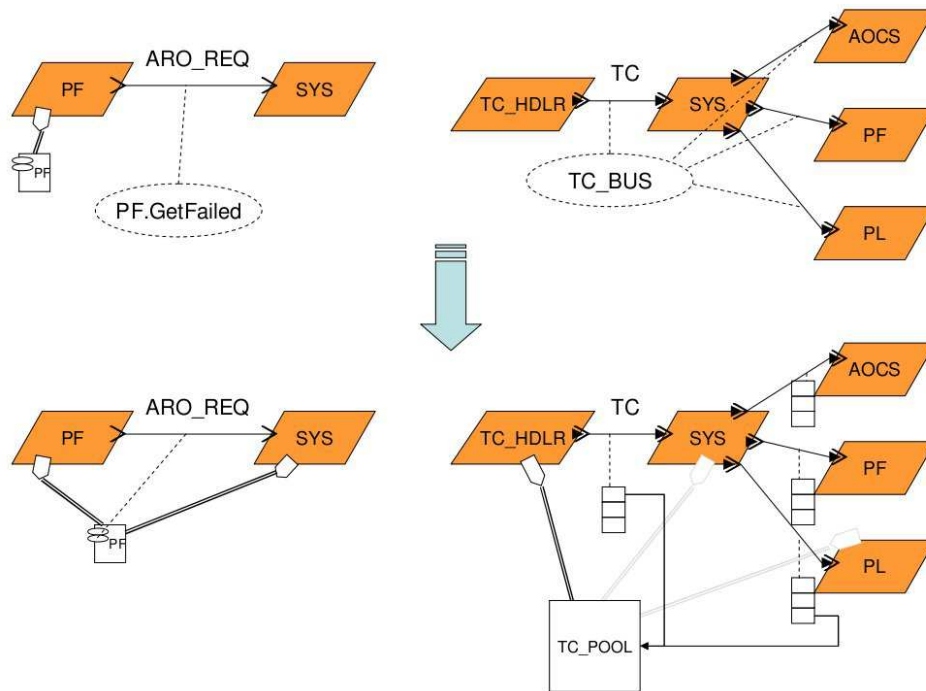 ARO_REQ
PF
SYS
PF
PF.GetFailed
AOCS
TC
TC_HDLR
SYS
PF
TC_BUS
PL
ARO_REQ
PF
SYS
PF
AOCS
TC
TC_HDLR
SYS
PF
PL
TC_POOL